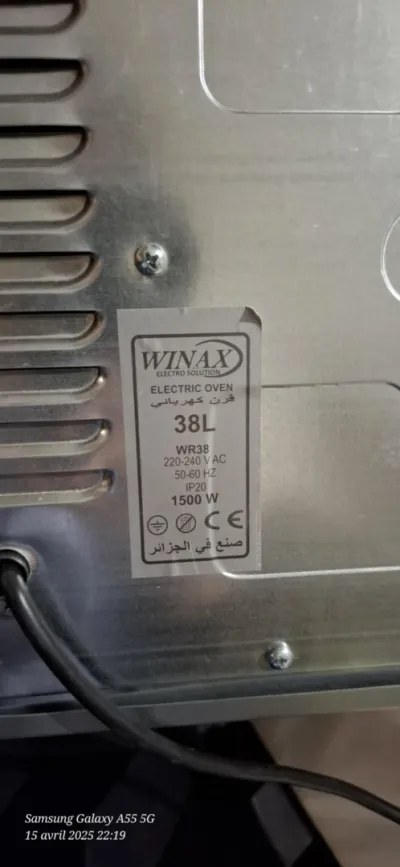 WINAX
ELECTRO SOLUTION
ELECTRIC OVEN
فرن كهربائي
38L
WR38
220-240 V AC
50-60 HZ
IP20
1500 W
CE
صنع في الجزائر
Samsung Galaxy A55 5G
15 avril 2025 22:19